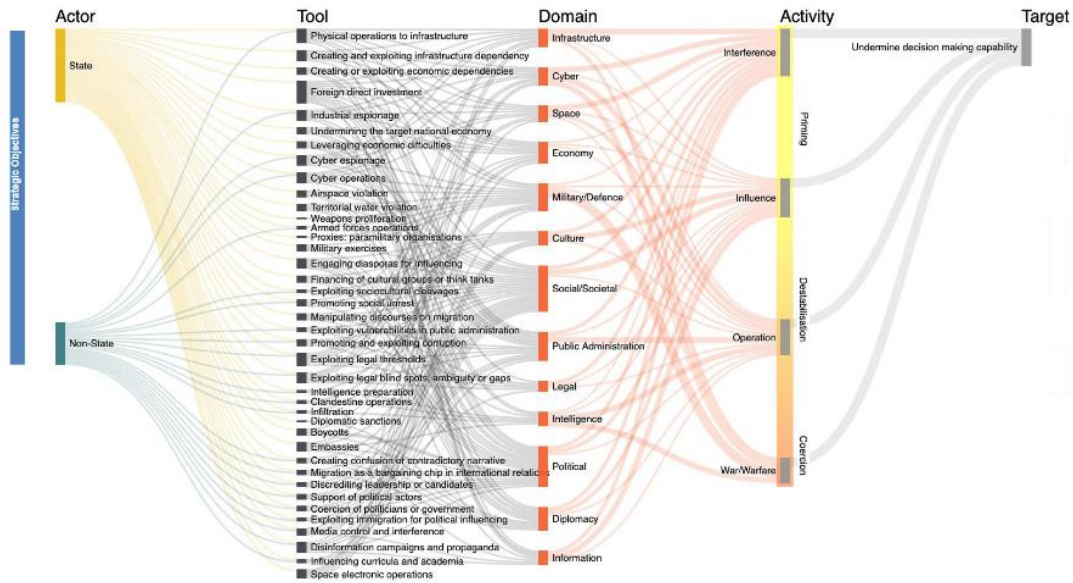 Actor
Tool
Domain
Activity
Target
Strategic Objectives
State
Non-State
Physical operations to infrastructure
Creating and exploiting infrastructure dependency
Creating or exploiting economic dependencies
Foreign direct investment
Industrial espionage
Undermining the target national economy
Leveraging economic difficulties
Cyber espionage
Cyber operations
Airspace violation
Territorial water violation
Weapons proliferation
Armed forces operations
Proxies: paramilitary organisations
Military exercises
Engaging diasporas for influencing
Financing of cultural groups or think tanks
Exploiting sociocultural cleavages
Promoting social unrest
Manipulating discourses on migration
Exploiting vulnerabilities in public administration
Promoting and exploiting corruption
Exploiting legal thresholds
Exploiting legal blind spots, ambiguity or gaps
Intelligence preparation
Clandestine operations
Infiltration
Diplomatic sanctions
Boycotts
Embassies
Creating confusion or contradictory narrative
Migration as a bargaining chip in international relations
Discrediting leadership or candidates
Support of political actors
Coercion of politicians or government
Exploiting immigration for political influencing
Media control and interference
Disinformation campaigns and propaganda
Influencing curricula and academia
Space electronic operations
Infrastructure
Cyber
Space
Economy
Military/Defence
Culture
Social/Societal
Public Administration
Legal
Intelligence
Political
Diplomacy
Information
Interference
Influence
Operation
War/Warfare
Priming
Destabilisation
Coercion
Undermine decision making capability